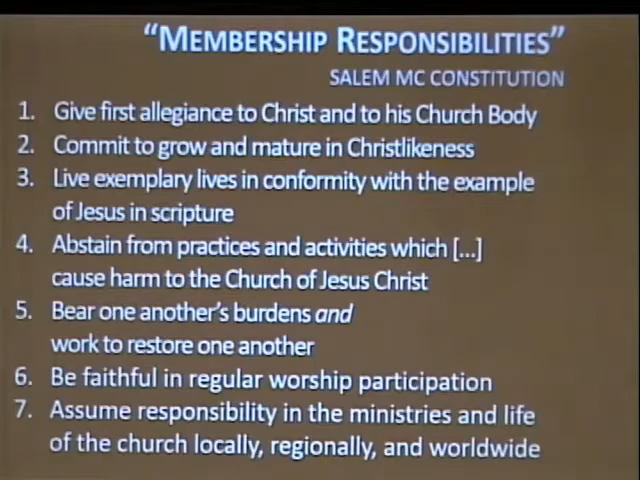 “MEMBERSHIP RESPONSIBILITIES”
SALEM MC CONSTITUTION
1. Give first allegiance to Christ and to his Church Body
2. Commit to grow and mature in Christlikeness
3. Live exemplary lives in conformity with the example
of Jesus in scripture
4. Abstain from practices and activities which [...]
cause harm to the Church of Jesus Christ
5. Bear one another’s burdens and
work to restore one another
6. Be faithful in regular worship participation
7. Assume responsibility in the ministries and life
of the church locally, regionally, and worldwide